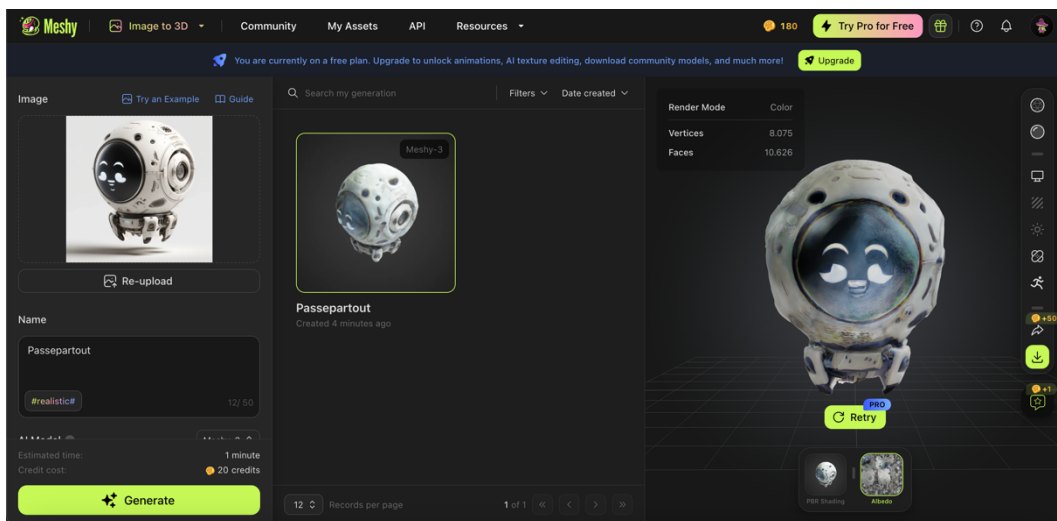 Meshy
Image to 3D
Community
My Assets
API
Resources
180
Try Pro for Free
You are currently on a free plan. Upgrade to unlock animations, AI texture editing, download community models, and much more!
Upgrade
Image
Try an Example
Guide
Re-upload
Name
Passepartout
#realistic#
12/ 50
AI Model
Estimated time:
1 minute
Credit cost:
20 credits
Generate
Search my generation
Filters
Date created
Meshy-3
Passepartout
Created 4 minutes ago
12
Records per page
1 of 1
Render Mode
Color
Vertices
8.075
Faces
10.626
+50
+1
PRO
Retry
PBR Shading
Albedo